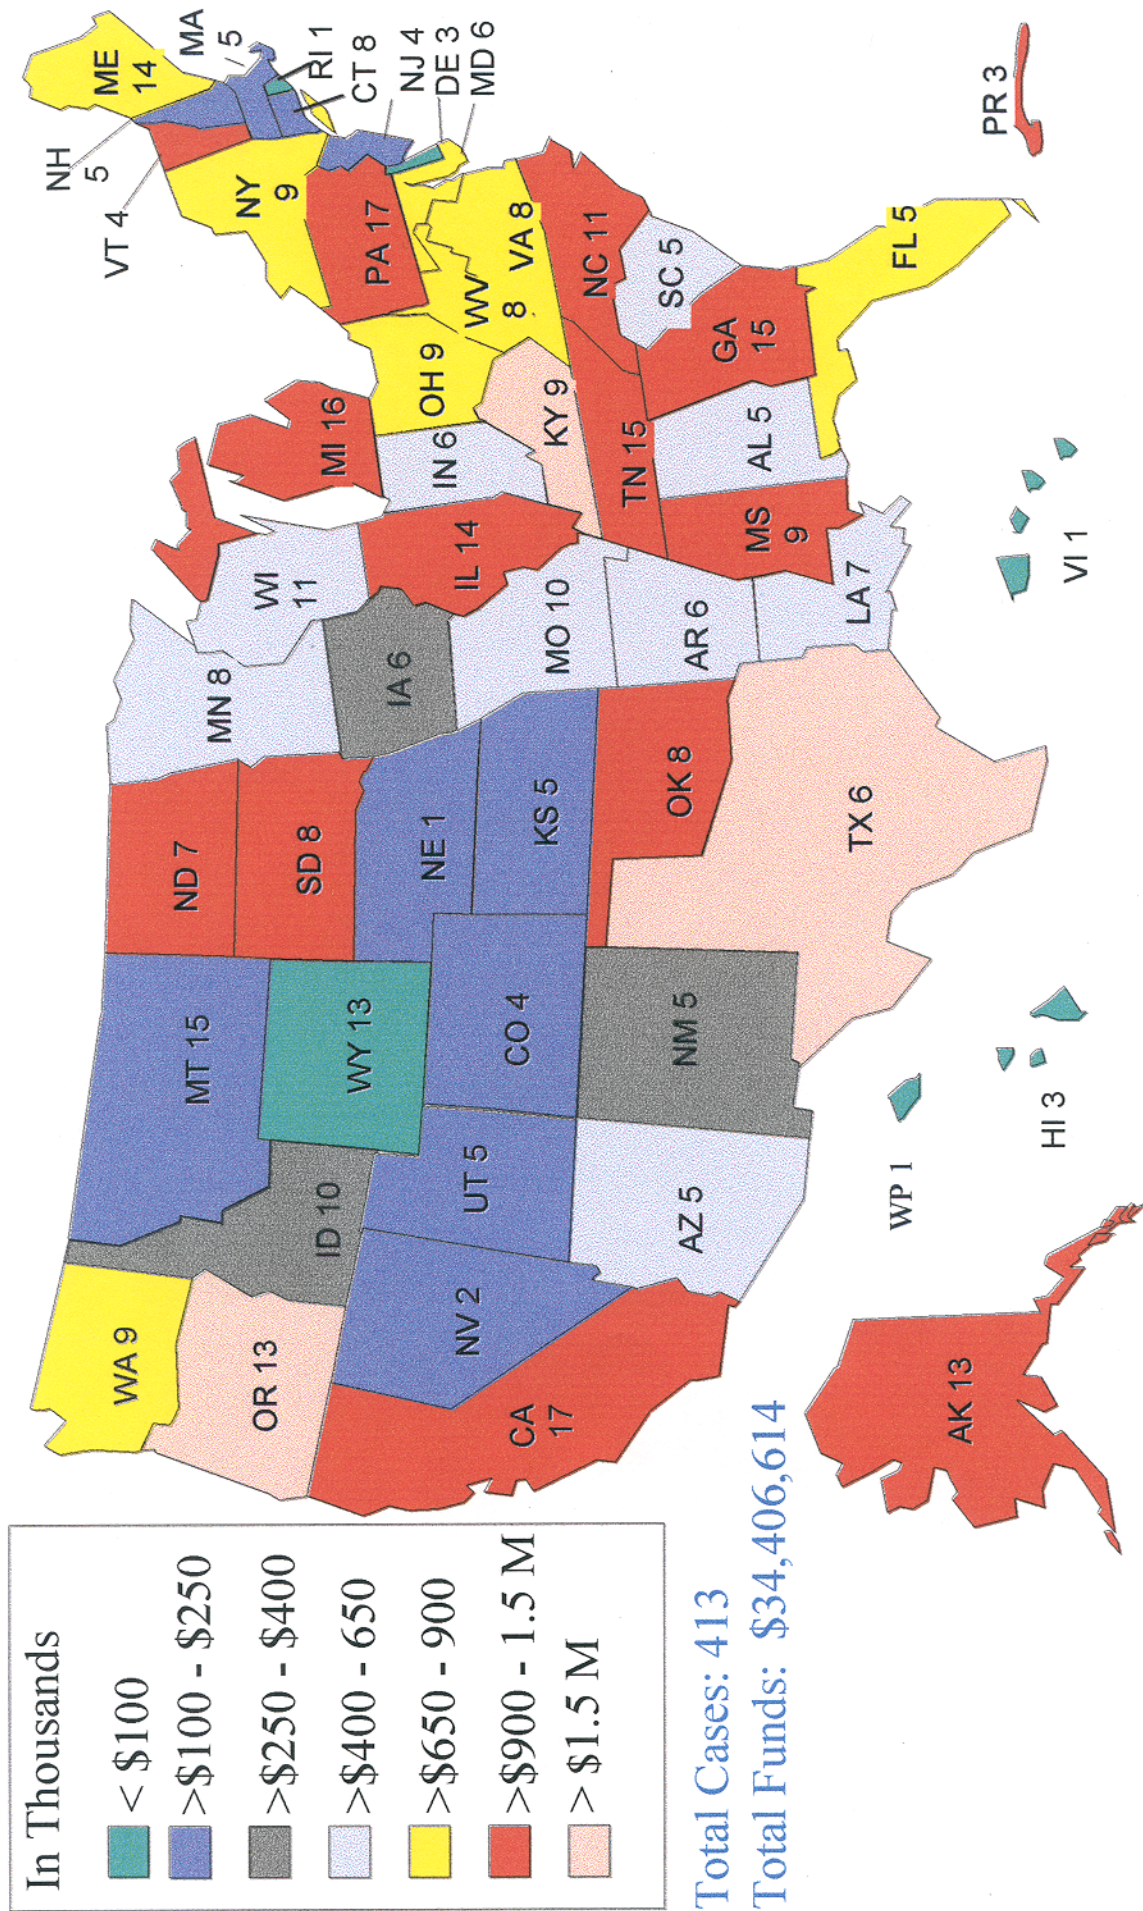 In Thousands
< $100
>$100 - $250
>$250 - $400
>$400 - 650
>$650 - 900
>$900 - 1.5 M
> $1.5 M
Total Cases: 413
Total Funds: $34,406,614
WA 9
OR 13
CA
17
NV 2
ID 10
MT 15
WY 13
UT 5
AZ 5
CO 4
NM 5
ND 7
SD 8
NE 1
KS 5
OK 8
TX 6
MN 8
IA 6
MO 10
AR 6
LA 7
WI
11
IL 14
MI 16
IN 6
OH 9
KY 9
TN 15
MS
9
AL 5
GA
15
FL 5
SC 5
NC 11
VA 8
WV
8
PA 17
NY
9
VT 4
NH
5
ME
14
MA
5
RI 1
CT 8
NJ 4
DE 3
MD 6
AK 13
WP 1
HI 3
VI 1
PR 3